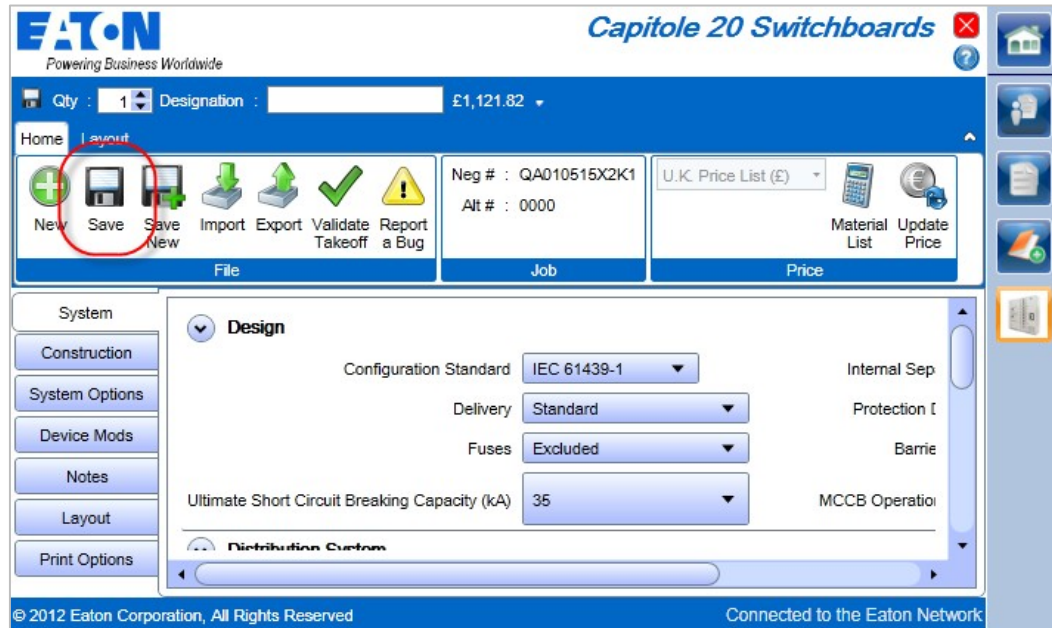 EATON
Powering Business Worldwide
Capitole 20 Switchboards
?
Qty : 1 Designation : £1,121.82
Home Layout
New Save Save New Import Export Validate Takeoff Report a Bug
File
Neg # : QA010515X2K1
Alt # : 0000
Job
U.K. Price List (£)
Material List Update Price
Price
System
Construction
System Options
Device Mods
Notes
Layout
Print Options
Design
Configuration Standard IEC 61439-1 Internal Sep
Delivery Standard Protection D
Fuses Excluded Barrie
Ultimate Short Circuit Breaking Capacity (kA) 35 MCCB Operation
Distribution System
© 2012 Eaton Corporation, All Rights Reserved Connected to the Eaton Network